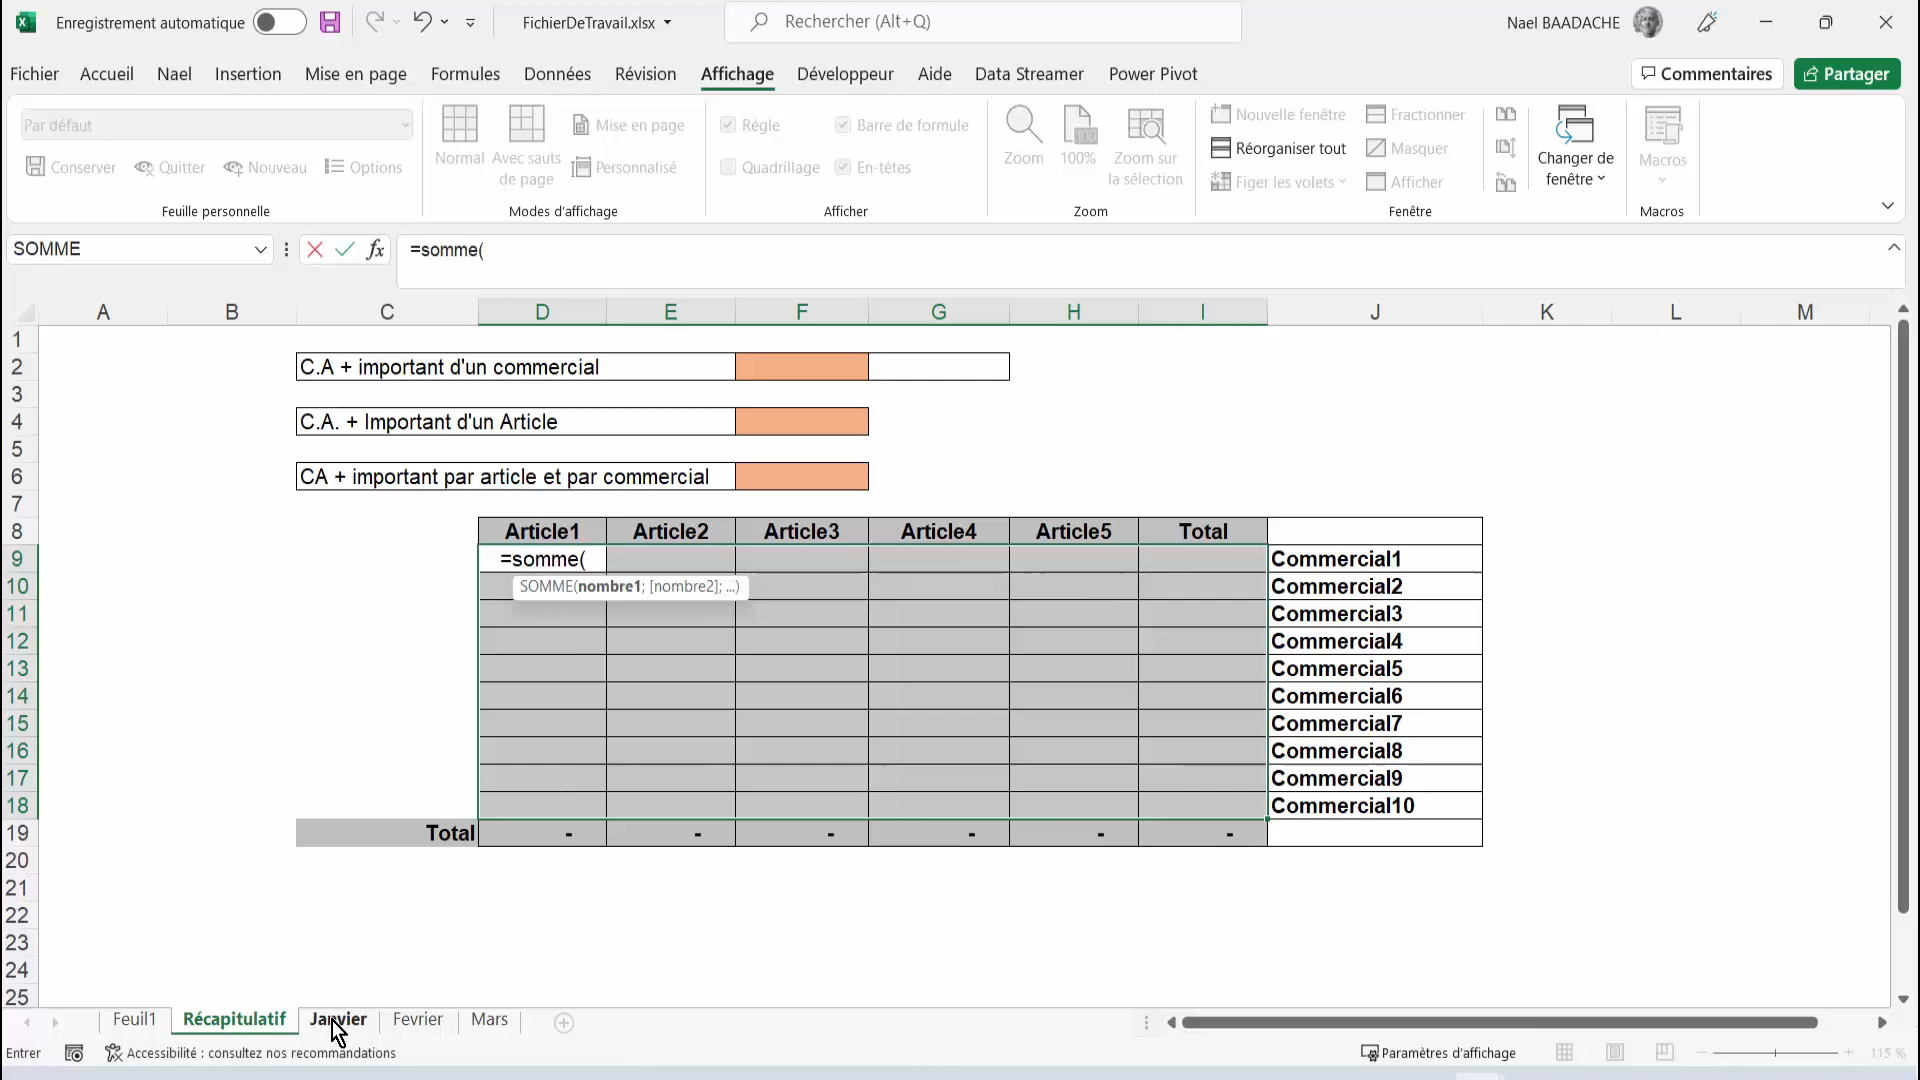 Enregistrement automatique
FichierDeTravail.xlsx
Rechercher (Alt+Q)
Nael BAADACHE
Fichier Accueil Nael Insertion Mise en page Formules Données Révision Affichage Développeur Aide Data Streamer Power Pivot
Commentaires
Partager
Par défaut
Conserver Quitter Nouveau Options
Feuille personnelle
Normal
Avec sauts
de page
Mise en page
Personnalisé
Modes d'affichage
Règle
Barre de formule
Quadrillage
En-têtes
Afficher
Zoom
100%
Zoom sur
la sélection
Zoom
Nouvelle fenêtre
Réorganiser tout
Figer les volets
Fractionner
Masquer
Afficher
Changer de
fenêtre
Fenêtre
Macros
Macros
SOMME
fx
=somme(
A B C D E F G H I J K L M
1
2 C.A + important d'un commercial
3
4 C.A. + Important d'un Article
5
6 CA + important par article et par commercial
7
8 Article1 Article2 Article3 Article4 Article5 Total
9 =somme( Commercial1
10 SOMME(nombre1; [nombre2]; ...) Commercial2
11 Commercial3
12 Commercial4
13 Commercial5
14 Commercial6
15 Commercial7
16 Commercial8
17 Commercial9
18 Commercial10
19 Total - - - - - -
20
21
22
23
24
25
Feuil1 Récapitulatif Janvier Fevrier Mars
Entrer
Accessibilité : consultez nos recommandations
Paramètres d'affichage
115 %